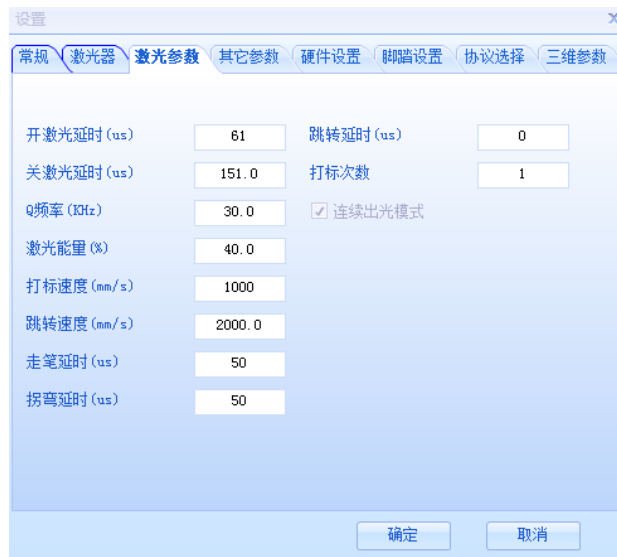 设置
常规 激光器 激光参数 其它参数 硬件设置 脚踏设置 协议选择 三维参数
开激光延时(us) 61 跳转延时(us) 0
关激光延时(us) 151.0 打标次数 1
Q频率(KHz) 30.0 连续出光模式
激光能量(%) 40.0
打标速度(mm/s) 1000
跳转速度(mm/s) 2000.0
走笔延时(us) 50
拐弯延时(us) 50
确定 取消